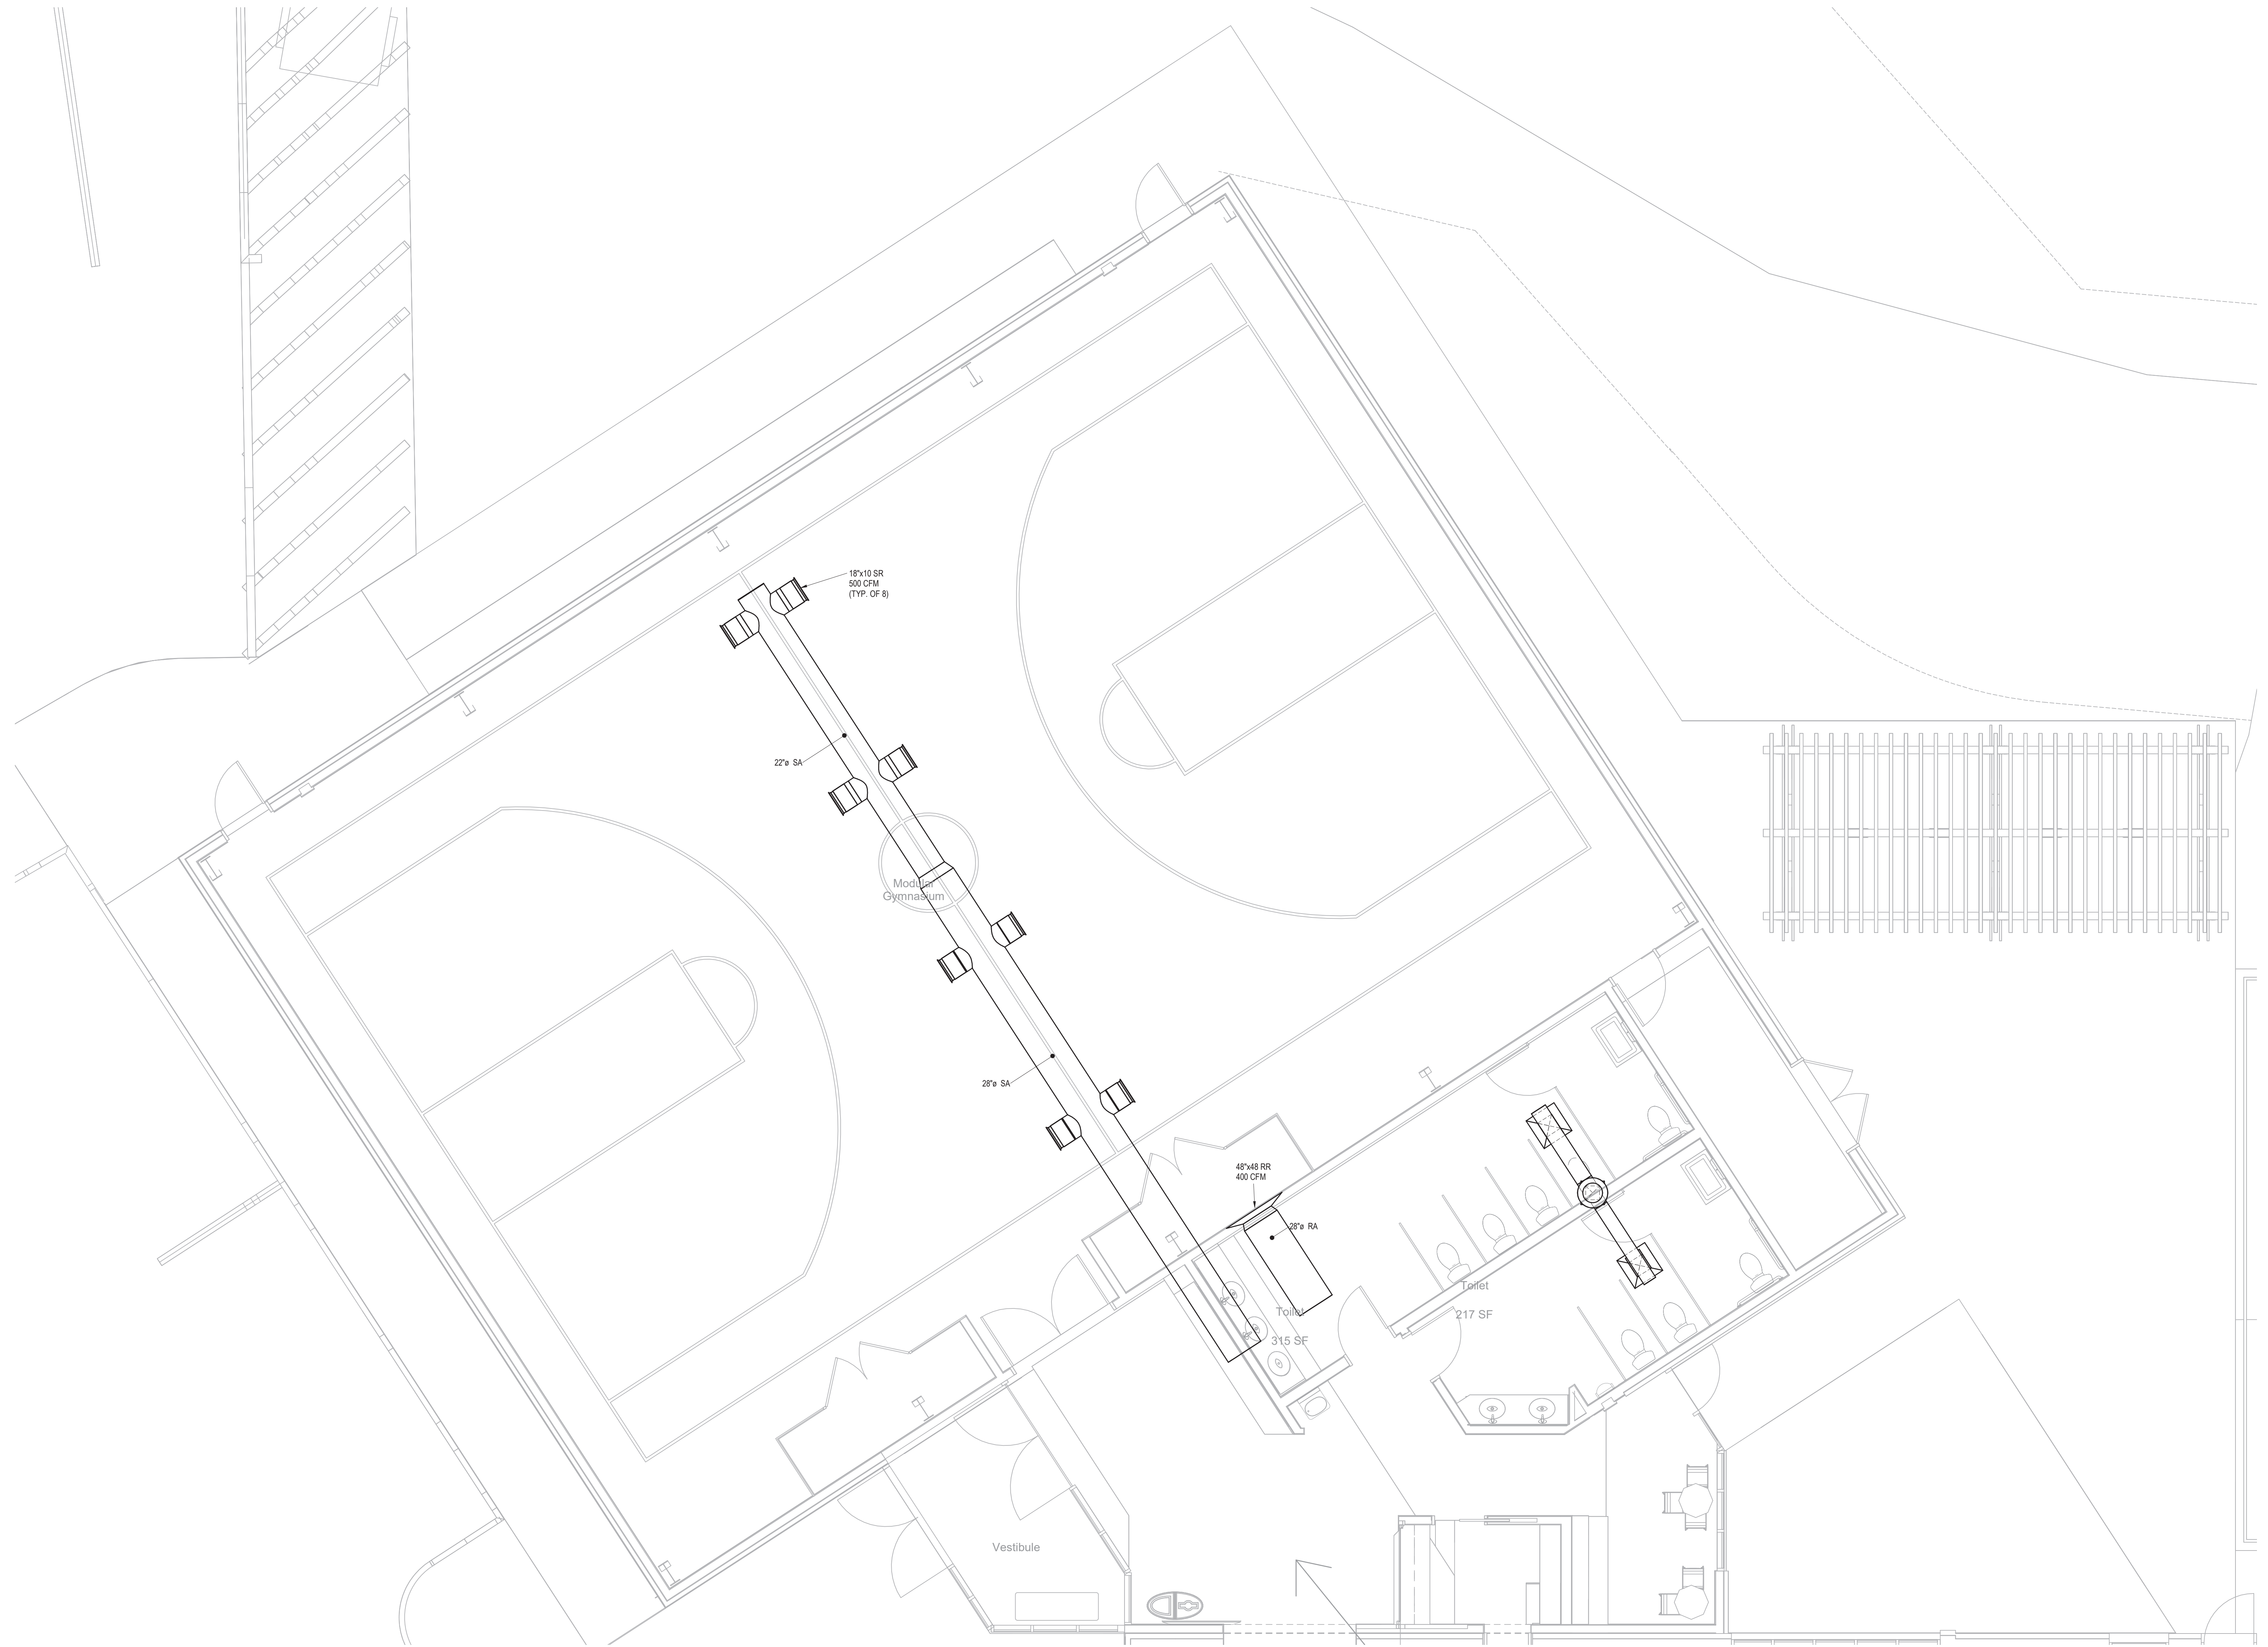 18"x10 SR
500 CFM
(TYP. OF 8)
22"ø SA
Modular
Gymnasium
28"ø SA
48"x48 RR
400 CFM
28"ø RA
Toilet
217 SF
Toilet
315 SF
Vestibule